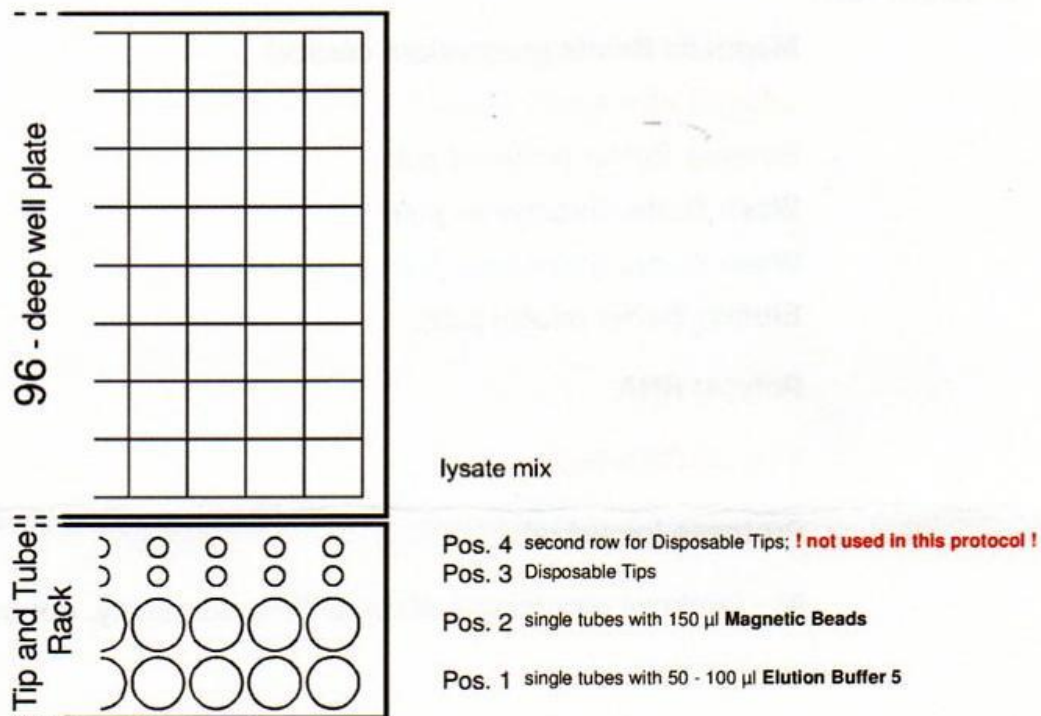 96 - deep well plate
lysate mix
Tip and Tube
Rack
Pos. 4 second row for Disposable Tips; ! not used in this protocol !
Pos. 3 Disposable Tips
Pos. 2 single tubes with 150 µl Magnetic Beads
Pos. 1 single tubes with 50 - 100 µl Elution Buffer 5